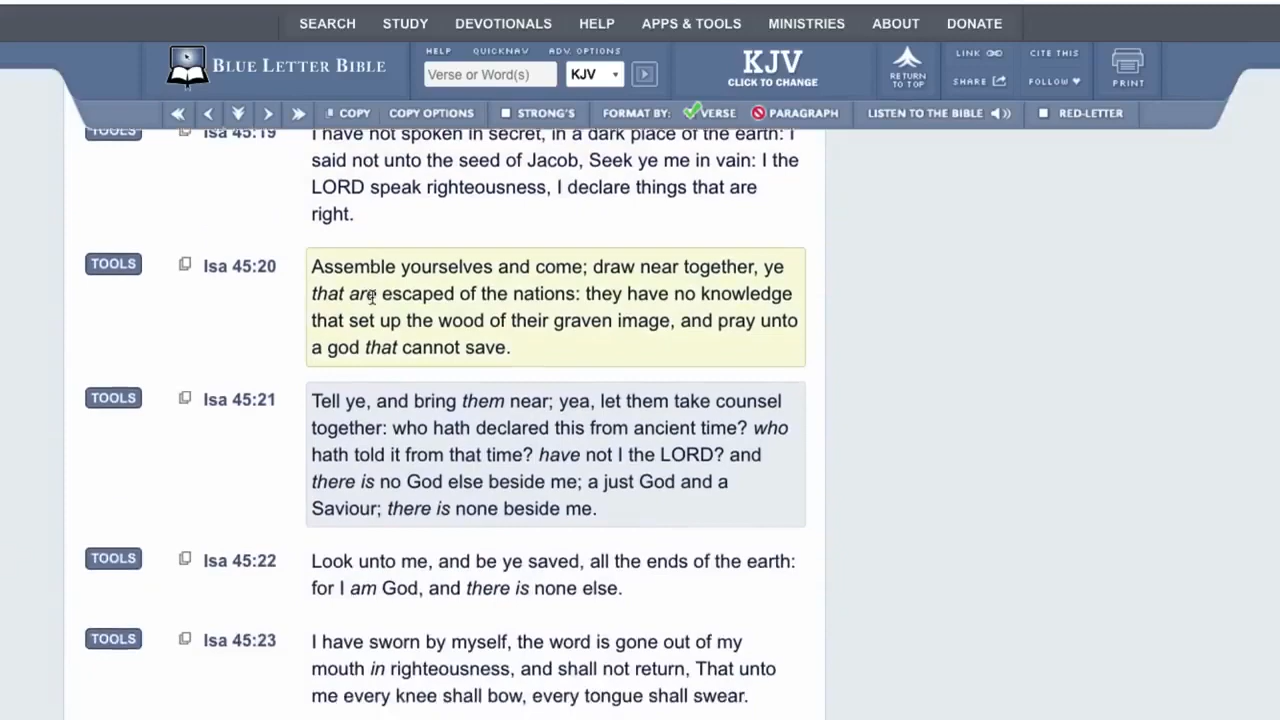 SEARCH STUDY DEVOTIONALS HELP APPS & TOOLS MINISTRIES ABOUT DONATE
BLUE LETTER BIBLE
HELP QUICKNAV ADV. OPTIONS
Verse or Word(s) KJV
KJV
CLICK TO CHANGE
RETURN
TO TOP
LINK CITE THIS
SHARE FOLLOW
PRINT
COPY COPY OPTIONS STRONG'S FORMAT BY: VERSE PARAGRAPH LISTEN TO THE BIBLE RED-LETTER
TOOLS Isa 45:19 I have not spoken in secret, in a dark place of the earth: I
said not unto the seed of Jacob, Seek ye me in vain: I the
LORD speak righteousness, I declare things that are
right.
TOOLS Isa 45:20 Assemble yourselves and come; draw near together, ye
that are escaped of the nations: they have no knowledge
that set up the wood of their graven image, and pray unto
a god that cannot save.
TOOLS Isa 45:21 Tell ye, and bring them near; yea, let them take counsel
together: who hath declared this from ancient time? who
hath told it from that time? have not I the LORD? and
there is no God else beside me; a just God and a
Saviour; there is none beside me.
TOOLS Isa 45:22 Look unto me, and be ye saved, all the ends of the earth:
for I am God, and there is none else.
TOOLS Isa 45:23 I have sworn by myself, the word is gone out of my
mouth in righteousness, and shall not return, That unto
me every knee shall bow, every tongue shall swear.